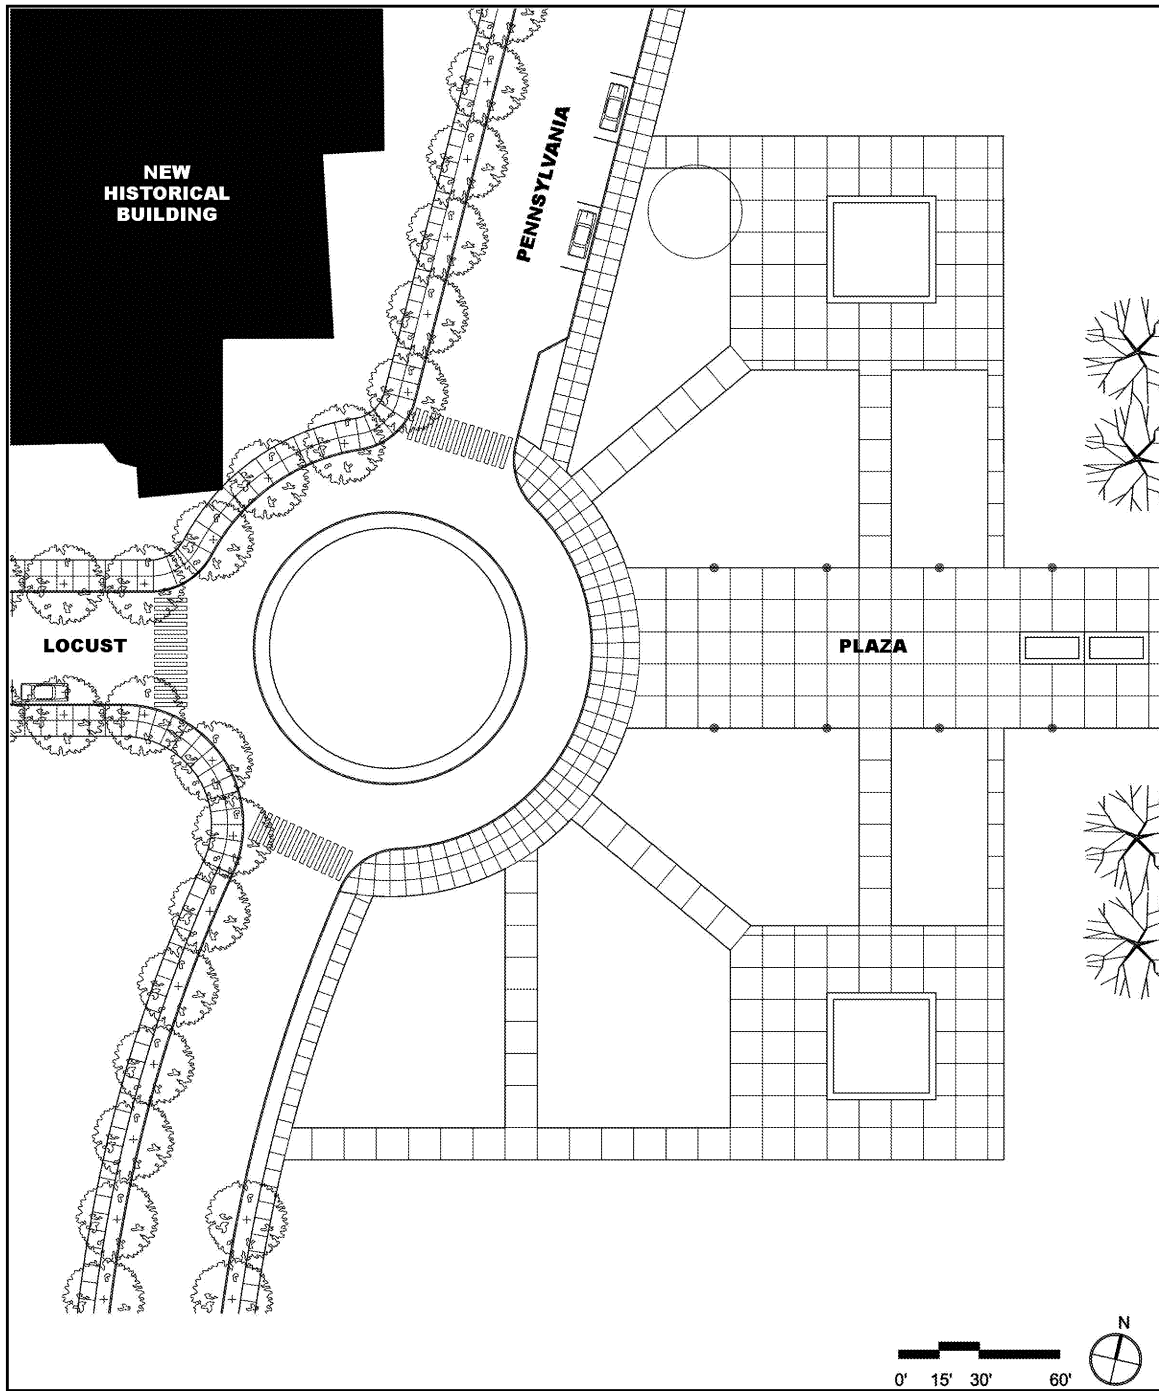 NEW
HISTORICAL
BUILDING
PENNSYLVANIA
LOCUST
PLAZA
N
0' 15' 30' 60'